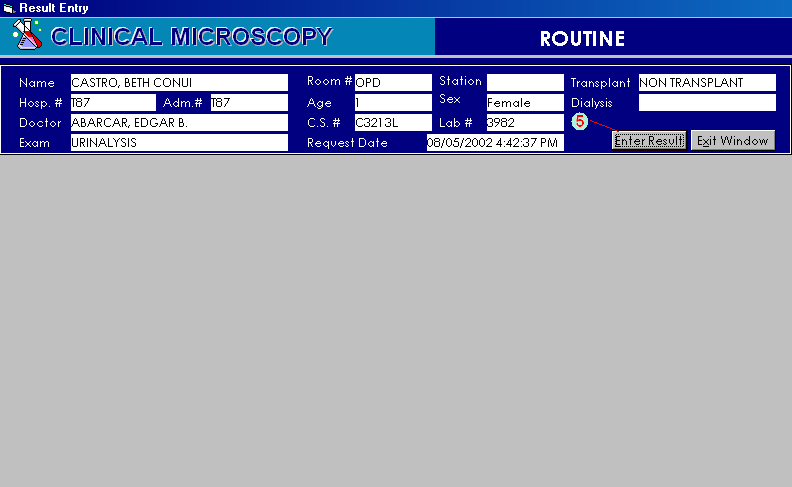 Result Entry
CLINICAL MICROSCOPY ROUTINE
Name CASTRO, BETH CONUI Room # OPD Station Transplant NON TRANSPLANT
Hosp. # T87 Adm.# T87 Age 1 Sex Female Dialysis
Doctor ABARCAR, EDGAR B. C.S. # C3213L Lab # 3982 5
Exam URINALYSIS Request Date 08/05/2002 4:42:37 PM Enter Result Exit Window